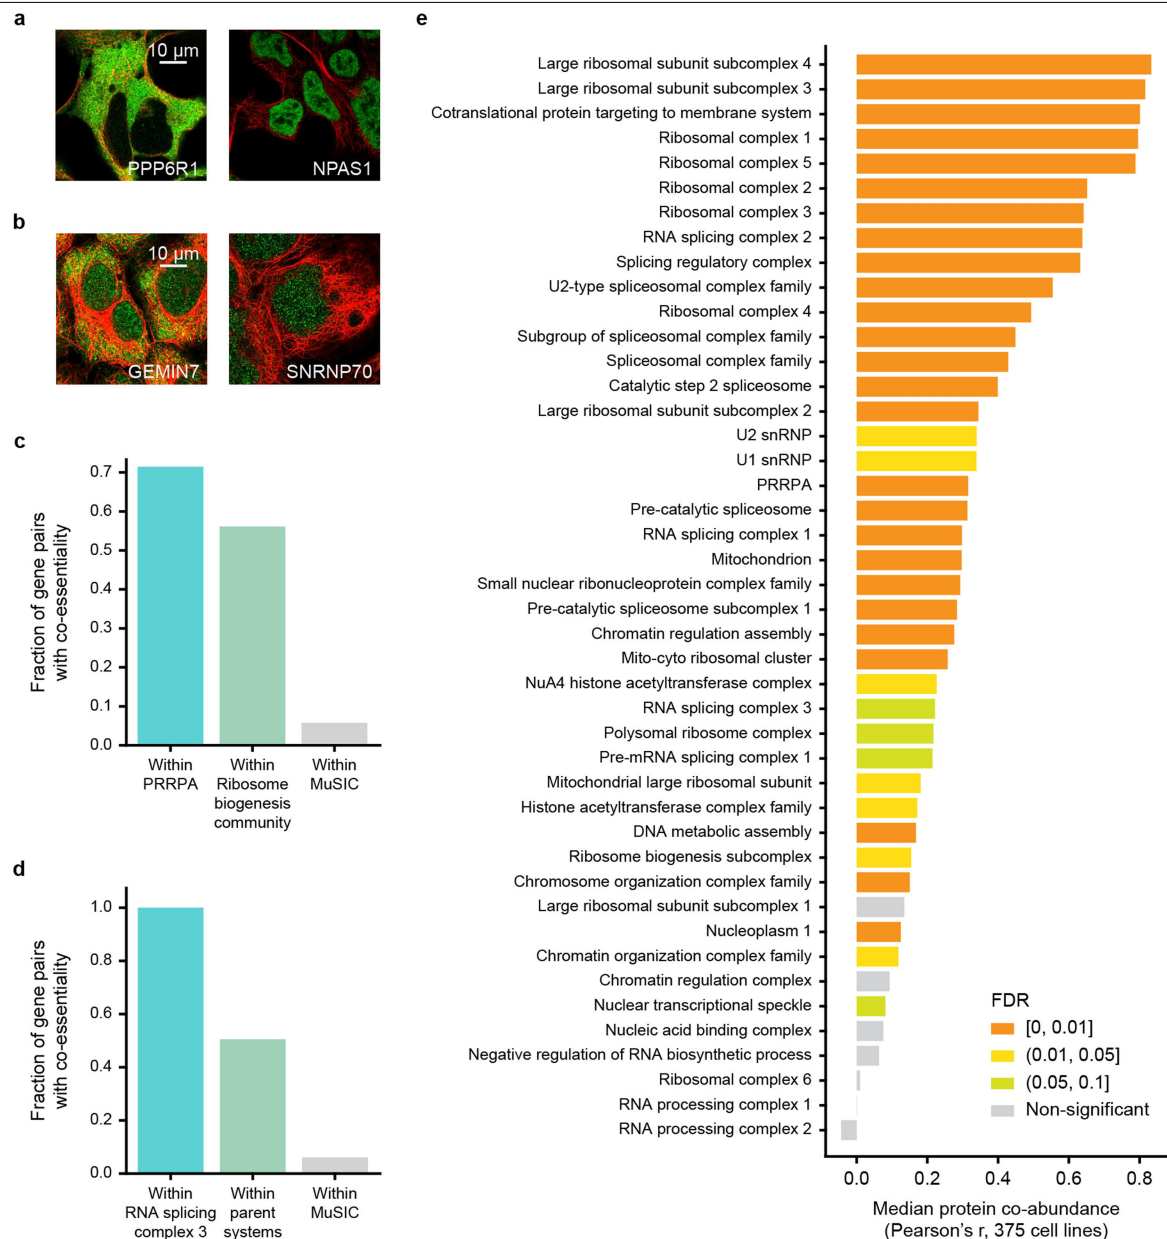 a
10 µm
PPP6R1
NPAS1
b
10 µm
GEMIN7
SNRNP70
c
Fraction of gene pairs
with co-essentiality
0.7
0.6
0.5
0.4
0.3
0.2
0.1
0.0
Within
PRRPA
Within
Ribosome
biogenesis
community
Within
MuSIC
d
Fraction of gene pairs
with co-essentiality
1.0
0.8
0.6
0.4
0.2
0.0
Within
RNA splicing
complex 3
Within
parent
systems
Within
MuSIC
e
Large ribosomal subunit subcomplex 4
Large ribosomal subunit subcomplex 3
Cotranslational protein targeting to membrane system
Ribosomal complex 1
Ribosomal complex 5
Ribosomal complex 2
Ribosomal complex 3
RNA splicing complex 2
Splicing regulatory complex
U2-type spliceosomal complex family
Ribosomal complex 4
Subgroup of spliceosomal complex family
Spliceosomal complex family
Catalytic step 2 spliceosome
Large ribosomal subunit subcomplex 2
U2 snRNP
U1 snRNP
PRRPA
Pre-catalytic spliceosome
RNA splicing complex 1
Mitochondrion
Small nuclear ribonucleoprotein complex family
Pre-catalytic spliceosome subcomplex 1
Chromatin regulation assembly
Mito-cyto ribosomal cluster
NuA4 histone acetyltransferase complex
RNA splicing complex 3
Polysomal ribosome complex
Pre-mRNA splicing complex 1
Mitochondrial large ribosomal subunit
Histone acetyltransferase complex family
DNA metabolic assembly
Ribosome biogenesis subcomplex
Chromosome organization complex family
Large ribosomal subunit subcomplex 1
Nucleoplasm 1
Chromatin organization complex family
Chromatin regulation complex
Nuclear transcriptional speckle
Nucleic acid binding complex
Negative regulation of RNA biosynthetic process
Ribosomal complex 6
RNA processing complex 1
RNA processing complex 2
FDR
[0, 0.01]
(0.01, 0.05]
(0.05, 0.1]
Non-significant
0.0
0.2
0.4
0.6
0.8
Median protein co-abundance
(Pearson's r, 375 cell lines)